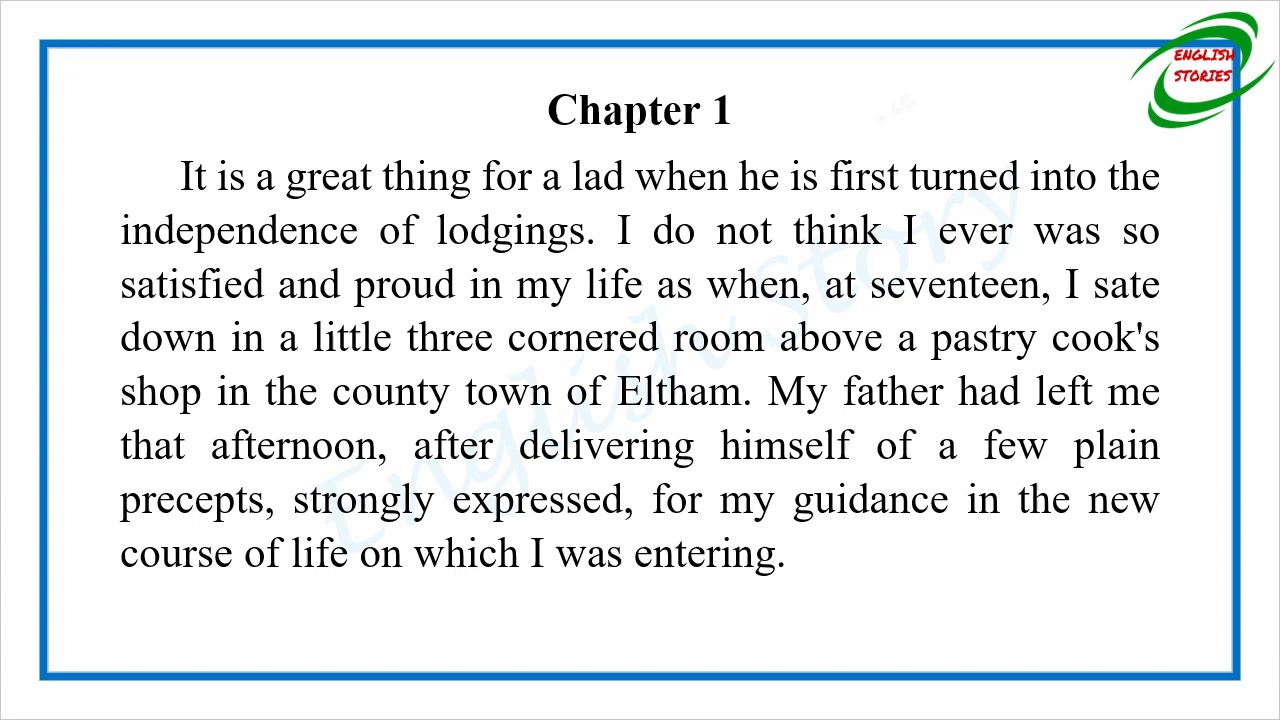 ENGLISH
STORIES
Chapter 1
It is a great thing for a lad when he is first turned into the
independence of lodgings. I do not think I ever was so
satisfied and proud in my life as when, at seventeen, I sate
down in a little three cornered room above a pastry cook's
shop in the county town of Eltham. My father had left me
that afternoon, after delivering himself of a few plain
precepts, strongly expressed, for my guidance in the new
course of life on which I was entering.
English Story